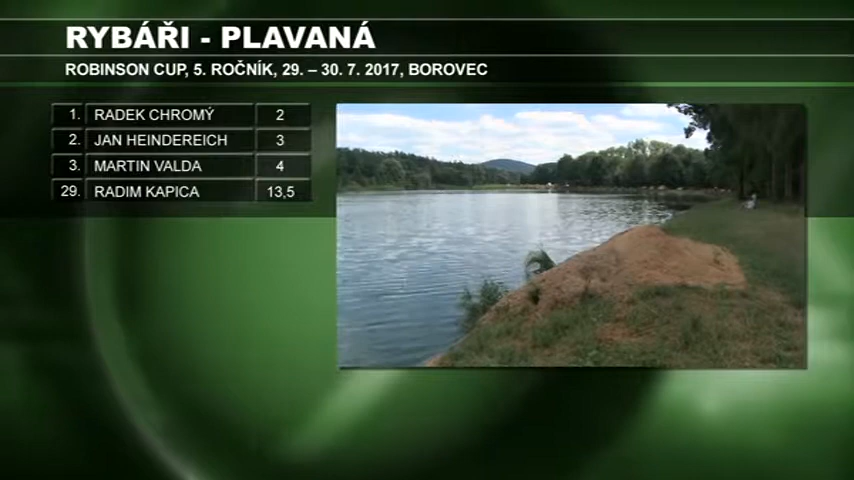 RYBÁŘI - PLAVANÁ
ROBINSON CUP, 5. ROČNÍK, 29. – 30. 7. 2017, BOROVEC
1. RADEK CHROMÝ 2
2. JAN HEINDEREICH 3
3. MARTIN VALDA 4
29. RADIM KAPICA 13,5